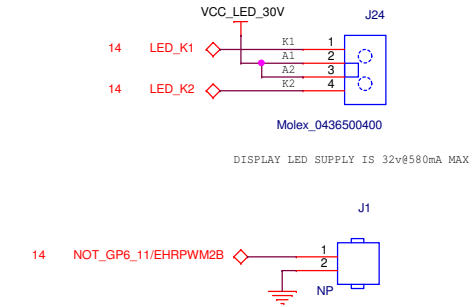 VCC_LED_30V
J24
14 LED_K1 K1 1
A1 2
A2 3
14 LED_K2 K2 4
Molex_0436500400
DISPLAY LED SUPPLY IS 32v@580mA MAX
J1
14 NOT_GP6_11/EHRPWM2B 1
2
NP